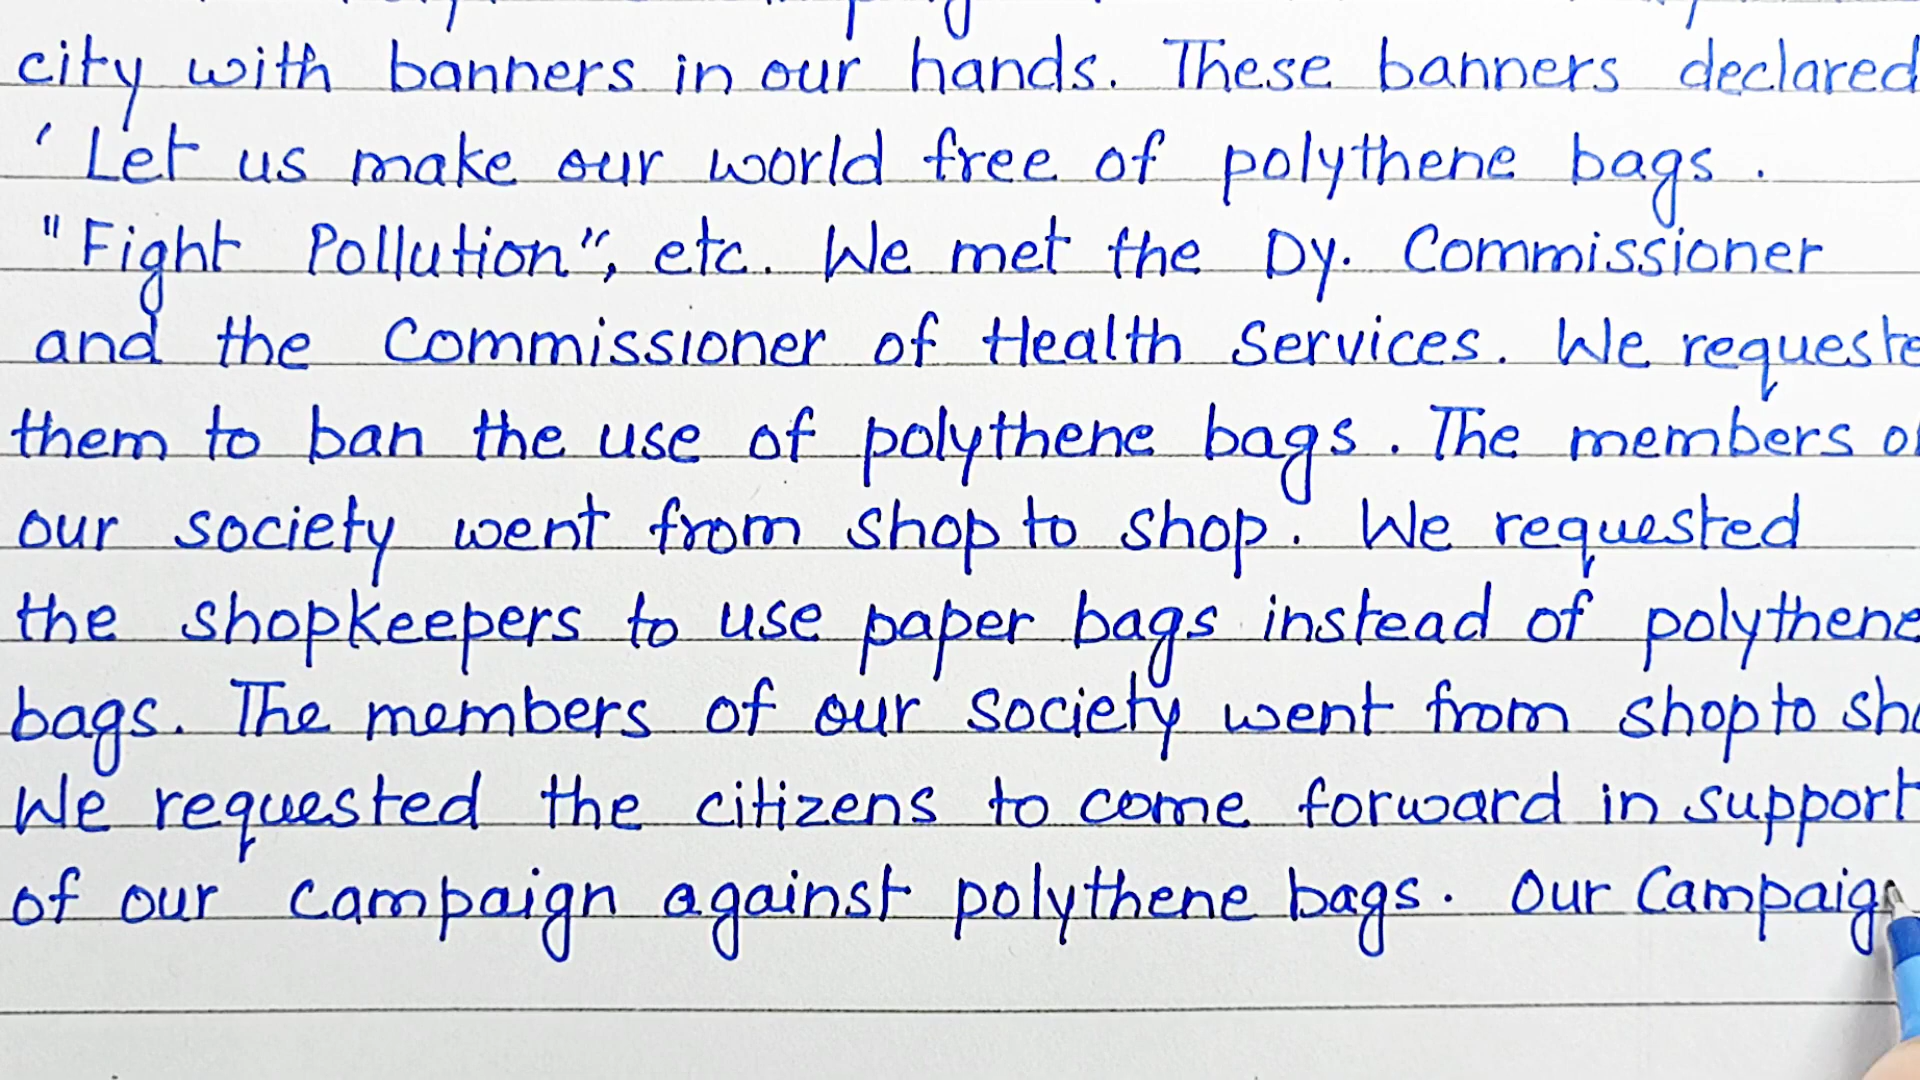 city with banners in our hands. These banners declared
‘ Let us make our world free of polythene bags .
"Fight Pollution", etc. We met the Dy. Commissioner
and the Commissioner of Health Services. We requeste
them to ban the use of polythene bags. The members of
our society went from shop to shop. We requested
the shopkeepers to use paper bags instead of polythene
bags. The members of our society went from shop to sho
We requested the citizens to come forward in support
of our campaign against polythene bags. Our Campaig